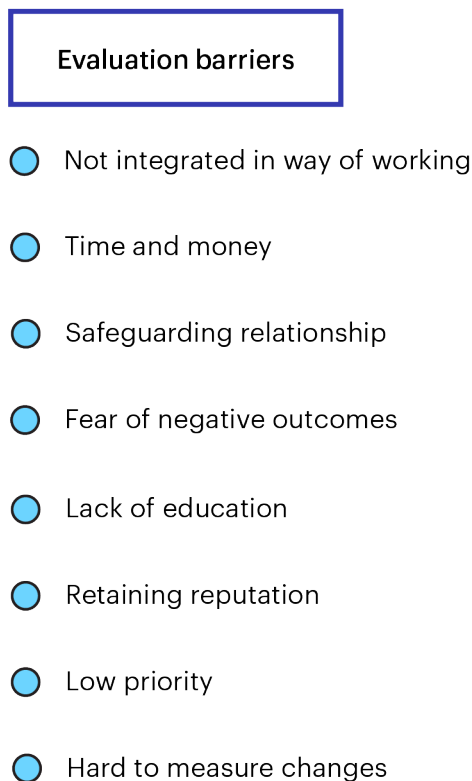 Evaluation barriers
Not integrated in way of working
Time and money
Safeguarding relationship
Fear of negative outcomes
Lack of education
Retaining reputation
Low priority
Hard to measure changes